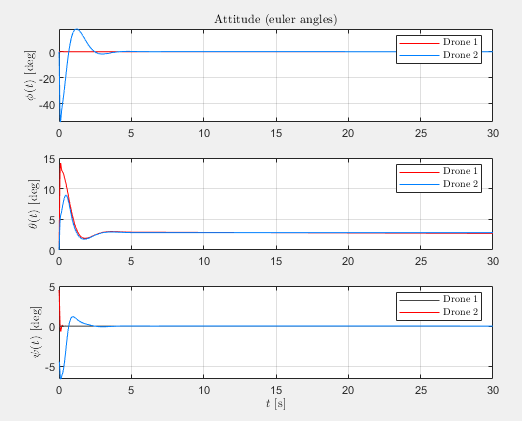 Attitude (euler angles)
ϕ(t) [deg]
0
-20
-40
Drone 1
Drone 2
0 5 10 15 20 25 30
θ(t) [deg]
15
10
5
0
Drone 1
Drone 2
0 5 10 15 20 25 30
ψ(t) [deg]
5
0
-5
Drone 1
Drone 2
0 5 10 15 20 25 30
t [s]